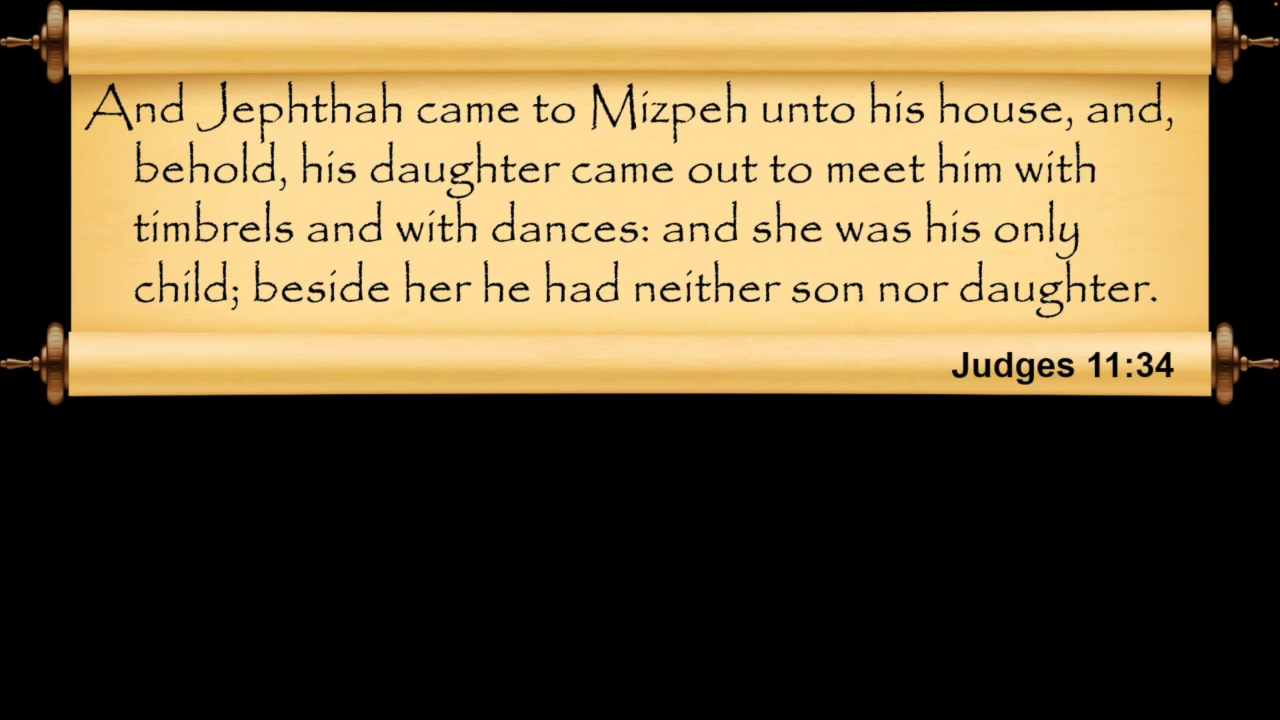 And Jephthah came to Mizpeh unto his house, and,
behold, his daughter came out to meet him with
timbrels and with dances: and she was his only
child; beside her he had neither son nor daughter.
Judges 11:34